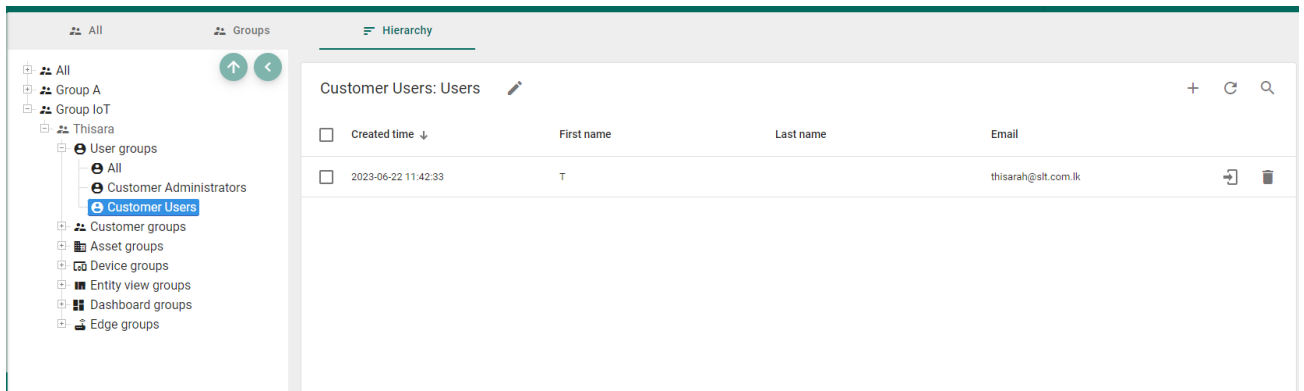 All
Groups
Hierarchy
All
Group A
Group IoT
Thisara
User groups
All
Customer Administrators
Customer Users
Customer groups
Asset groups
Device groups
Entity view groups
Dashboard groups
Edge groups
Customer Users: Users
Created time First name Last name Email
2023-06-22 11:42:33 T thisarah@slt.com.lk